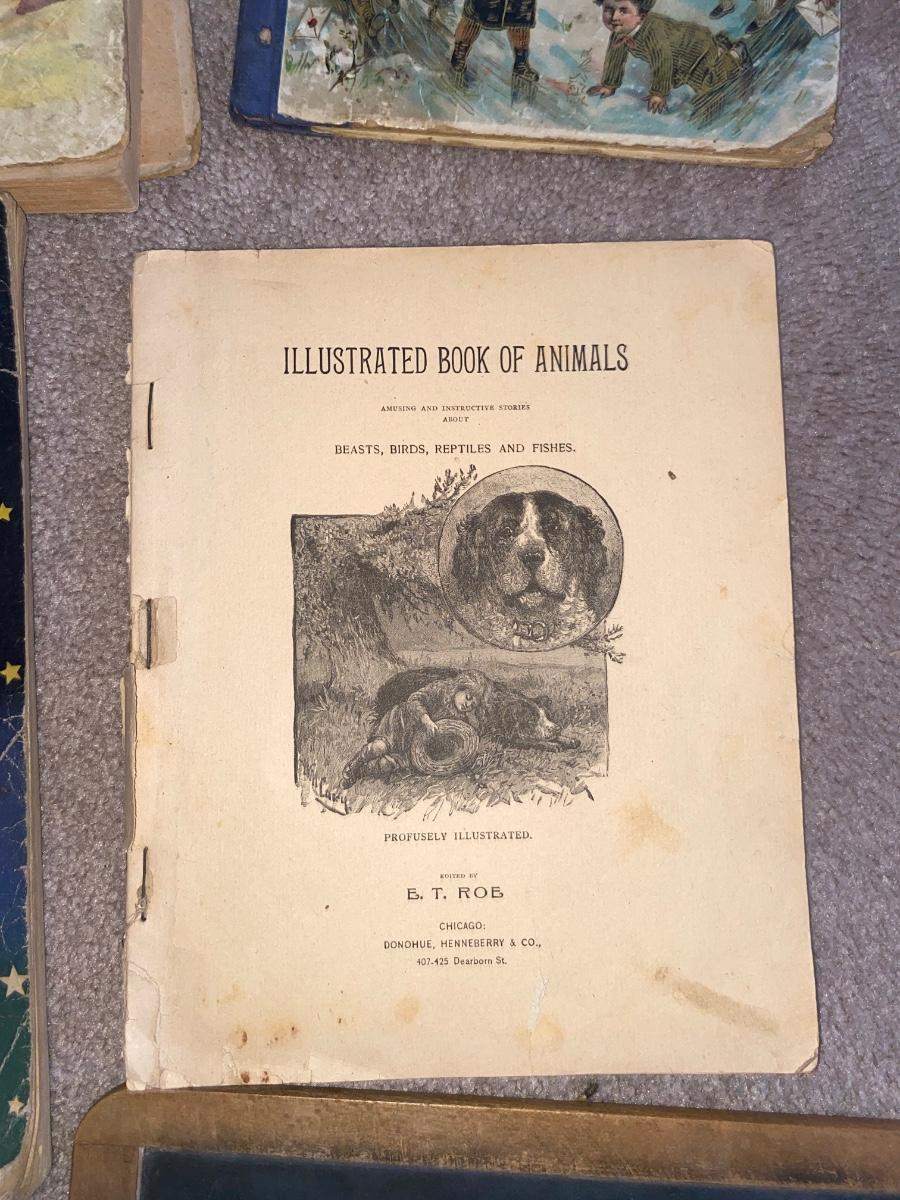 ILLUSTRATED BOOK OF ANIMALS
AMUSING AND INSTRUCTIVE STORIES
ABOUT
BEASTS, BIRDS, REPTILES AND FISHES.
PROFUSELY ILLUSTRATED.
EDITED BY
E. T. ROE
CHICAGO:
DONOHUE, HENNEBERRY & CO.,
407-425 Dearborn St.